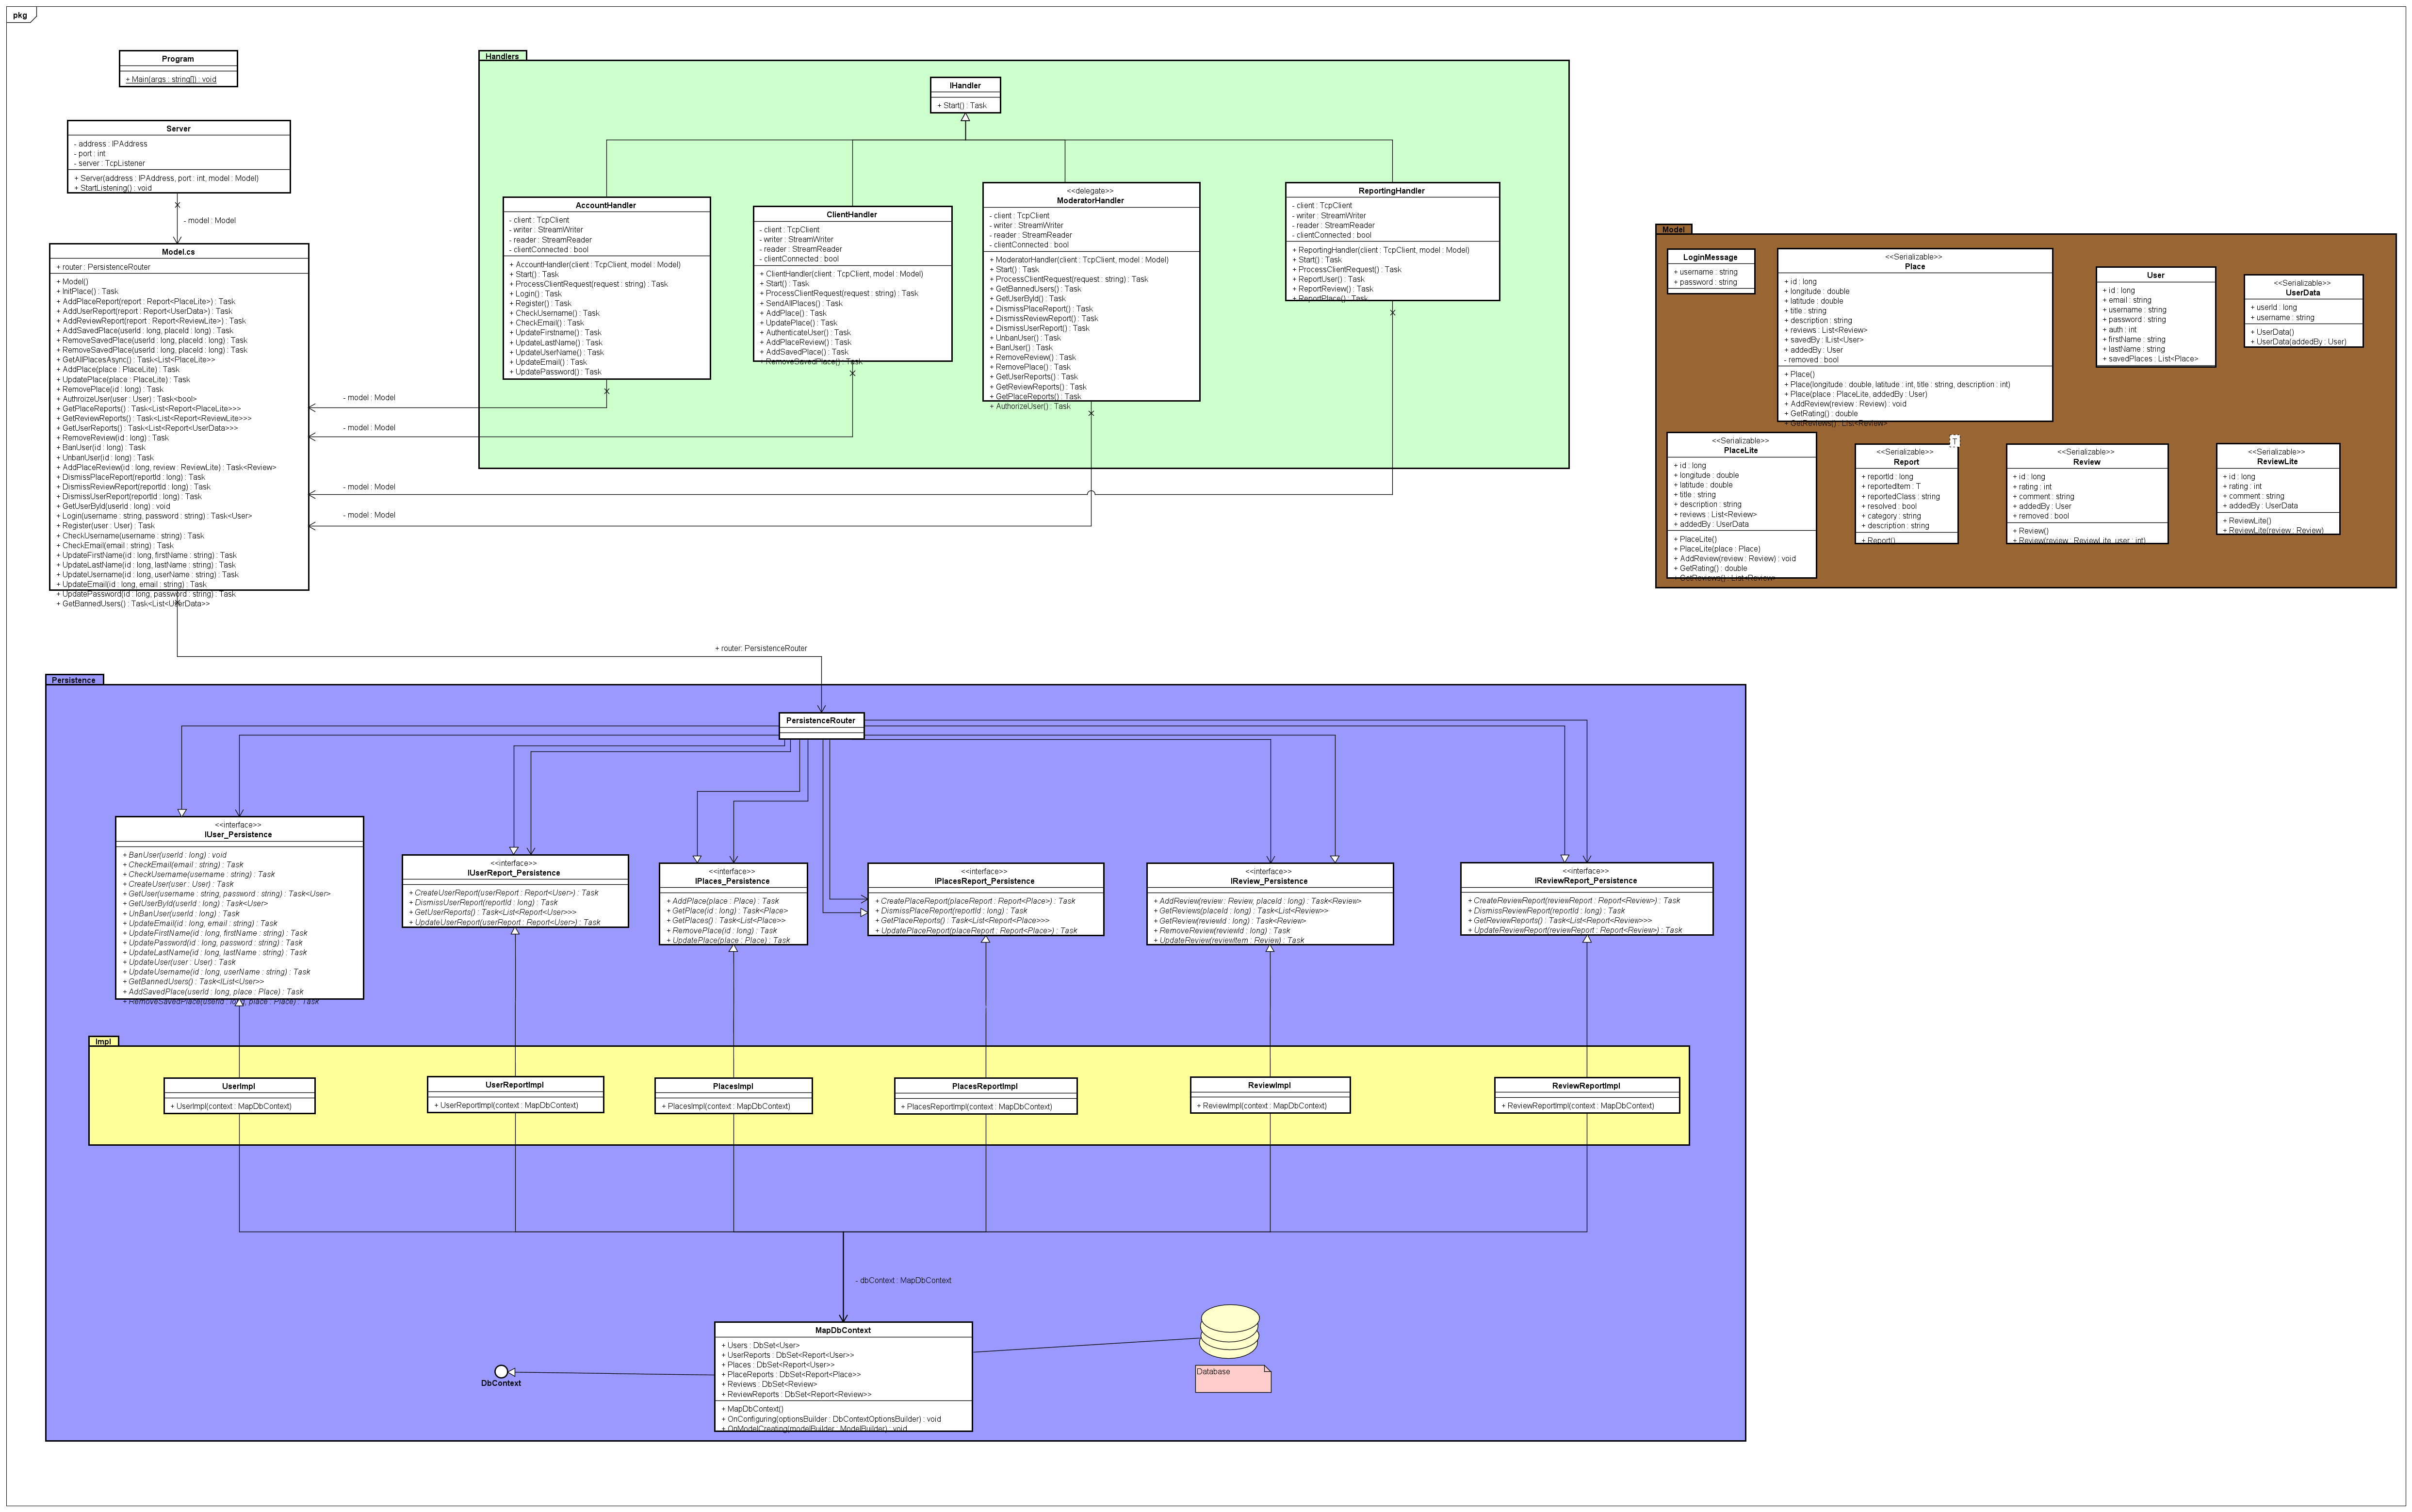 pkg
Program
+ Main(args : string[]) : void
Server
- address : IPAddress
- port : int
- server : TcpListener
+ Server(address : IPAddress, port : int, model : Model)
+ StartListening() : void
- model : Model
Model.cs
+ router : PersistenceRouter
+ Model()
+ InitPlace() : Task
+ AddPlaceReport(report : Report<PlaceLite>) : Task
+ AddUserReport(report : Report<UserData>) : Task
+ AddReviewReport(report : Report<ReviewLite>) : Task
+ AddSavedPlace(userId : long, placeId : long) : Task
+ RemoveSavedPlace(userId : long, placeId : long) : Task
+ RemoveSavedPlace(userId : long, placeId : long) : Task
+ GetAllPlacesAsync() : Task<List<PlaceLite>>
+ AddPlace(place : PlaceLite) : Task
+ UpdatePlace(place : PlaceLite) : Task
+ RemovePlace(id : long) : Task
+ AuthroizeUser(user : User) : Task<bool>
+ GetPlaceReports() : Task<List<Report<PlaceLite>>>
+ GetReviewReports() : Task<List<Report<ReviewLite>>>
+ GetUserReports() : Task<List<Report<UserData>>>
+ RemoveReview(id : long) : Task
+ BanUser(id : long) : Task
+ UnbanUser(id : long) : Task
+ AddPlaceReview(id : long, review : ReviewLite) : Task<Review>
+ DismissPlaceReport(reportId : long) : Task
+ DismissReviewReport(reportId : long) : Task
+ DismissUserReport(reportId : long) : Task
+ GetUserById(userId : long) : void
+ Login(username : string, password : string) : Task<User>
+ Register(user : User) : Task
+ CheckUsername(username : string) : Task
+ CheckEmail(email : string) : Task
+ UpdateFirstName(id : long, firstName : string) : Task
+ UpdateLastName(id : long, lastName : string) : Task
+ UpdateUsername(id : long, userName : string) : Task
+ UpdateEmail(id : long, email : string) : Task
+ UpdatePassword(id : long, password : string) : Task
+ GetBannedUsers() : Task<List<UserData>>
Handlers
IHandler
+ Start() : Task
AccountHandler
- client : TcpClient
- writer : StreamWriter
- reader : StreamReader
- clientConnected : bool
+ AccountHandler(client : TcpClient, model : Model)
+ Start() : Task
+ ProcessClientRequest(request : string) : Task
+ Login() : Task
+ Register() : Task
+ CheckUsername() : Task
+ CheckEmail() : Task
+ UpdateFirstname() : Task
+ UpdateLastName() : Task
+ UpdateUserName() : Task
+ UpdateEmail() : Task
+ UpdatePassword() : Task
ClientHandler
- client : TcpClient
- writer : StreamWriter
- reader : StreamReader
- clientConnected : bool
+ ClientHandler(client : TcpClient, model : Model)
+ Start() : Task
+ ProcessClientRequest(request : string) : Task
+ SendAllPlaces() : Task
+ AddPlace() : Task
+ UpdatePlace() : Task
+ AuthenticateUser() : Task
+ AddPlaceReview() : Task
+ AddSavedPlace() : Task
+ RemoveSavedPlace() : Task
<<delegate>>
ModeratorHandler
- client : TcpClient
- writer : StreamWriter
- reader : StreamReader
- clientConnected : bool
+ ModeratorHandler(client : TcpClient, model : Model)
+ Start() : Task
+ ProcessClientRequest(request : string) : Task
+ GetBannedUsers() : Task
+ GetUserById() : Task
+ DismissPlaceReport() : Task
+ DismissReviewReport() : Task
+ DismissUserReport() : Task
+ UnbanUser() : Task
+ BanUser() : Task
+ RemoveReview() : Task
+ RemovePlace() : Task
+ GetUserReports() : Task
+ GetReviewReports() : Task
+ GetPlaceReports() : Task
+ AuthorizeUser() : Task
ReportingHandler
- client : TcpClient
- writer : StreamWriter
- reader : StreamReader
- clientConnected : bool
+ ReportingHandler(client : TcpClient, model : Model)
+ Start() : Task
+ ProcessClientRequest() : Task
+ ReportUser() : Task
+ ReportReview() : Task
+ ReportPlace() : Task
- model : Model
- model : Model
- model : Model
- model : Model
Model
LoginMessage
+ username : string
+ password : string
<<Serializable>>
Place
+ id : long
+ longitude : double
+ latitude : double
+ title : string
+ description : string
+ reviews : List<Review>
+ savedBy : IList<User>
+ addedBy : User
- removed : bool
+ Place()
+ Place(longitude : double, latitude : int, title : string, description : int)
+ Place(place : PlaceLite, addedBy : User)
+ AddReview(review : Review) : void
+ GetRating() : double
+ GetReviews() : List<Review>
User
+ id : long
+ email : string
+ username : string
+ password : string
+ auth : int
+ firstName : string
+ lastName : string
+ savedPlaces : List<Place>
<<Serializable>>
UserData
+ userId : long
+ username : string
+ UserData()
+ UserData(addedBy : User)
<<Serializable>>
PlaceLite
+ id : long
+ longitude : double
+ latitude : double
+ title : string
+ description : string
+ reviews : List<Review>
+ addedBy : UserData
+ PlaceLite()
+ PlaceLite(place : Place)
+ AddReview(review : Review) : void
+ GetRating() : double
+ GetReviews() : List<Review>
T
<<Serializable>>
Report
+ reportId : long
+ reportedItem : T
+ reportedClass : string
+ resolved : bool
+ category : string
+ description : string
+ Report()
<<Serializable>>
Review
+ id : long
+ rating : int
+ comment : string
+ addedBy : User
+ removed : bool
+ Review()
+ Review(review : ReviewLite, user : int)
<<Serializable>>
ReviewLite
+ id : long
+ rating : int
+ comment : string
+ addedBy : UserData
+ ReviewLite()
+ ReviewLite(review : Review)
+ router: PersistenceRouter
Persistence
PersistenceRouter
<<interface>>
IUser_Persistence
+ BanUser(userId : long) : void
+ CheckEmail(email : string) : Task
+ CheckUsername(username : string) : Task
+ CreateUser(user : User) : Task
+ GetUser(username : string, password : string) : Task<User>
+ GetUserById(userId : long) : Task<User>
+ UnBanUser(userId : long) : Task
+ UpdateEmail(id : long, email : string) : Task
+ UpdateFirstName(id : long, firstName : string) : Task
+ UpdatePassword(id : long, password : string) : Task
+ UpdateLastName(id : long, lastName : string) : Task
+ UpdateUser(user : User) : Task
+ UpdateUsername(id : long, userName : string) : Task
+ GetBannedUsers() : Task<IList<User>>
+ AddSavedPlace(userId : long, place : Place) : Task
+ RemoveSavedPlace(userId : long, place : Place) : Task
<<interface>>
IUserReport_Persistence
+ CreateUserReport(userReport : Report<User>) : Task
+ DismissUserReport(reportId : long) : Task
+ GetUserReports() : Task<List<Report<User>>>
+ UpdateUserReport(userReport : Report<User>) : Task
<<interface>>
IPlaces_Persistence
+ AddPlace(place : Place) : Task
+ GetPlace(id : long) : Task<Place>
+ GetPlaces() : Task<List<Place>>
+ RemovePlace(id : long) : Task
+ UpdatePlace(place : Place) : Task
<<interface>>
IPlacesReport_Persistence
+ CreatePlaceReport(placeReport : Report<Place>) : Task
+ DismissPlaceReport(reportId : long) : Task
+ GetPlaceReports() : Task<List<Report<Place>>>
+ UpdatePlaceReport(placeReport : Report<Place>) : Task
<<interface>>
IReview_Persistence
+ AddReview(review : Review, placeId : long) : Task<Review>
+ GetReviews(placeId : long) : Task<List<Review>>
+ GetReview(reviewId : long) : Task<Review>
+ RemoveReview(reviewId : long) : Task
+ UpdateReview(reviewItem : Review) : Task
<<interface>>
IReviewReport_Persistence
+ CreateReviewReport(reviewReport : Report<Review>) : Task
+ DismissReviewReport(reportId : long) : Task
+ GetReviewReports() : Task<List<Report<Review>>>
+ UpdateReviewReport(reviewReport : Report<Review>) : Task
Impl
UserImpl
+ UserImpl(context : MapDbContext)
UserReportImpl
+ UserReportImpl(context : MapDbContext)
PlacesImpl
+ PlacesImpl(context : MapDbContext)
PlacesReportImpl
+ PlacesReportImpl(context : MapDbContext)
ReviewImpl
+ ReviewImpl(context : MapDbContext)
ReviewReportImpl
+ ReviewReportImpl(context : MapDbContext)
- dbContext : MapDbContext
MapDbContext
+ Users : DbSet<User>
+ UserReports : DbSet<Report<User>>
+ Places : DbSet<Report<User>>
+ PlaceReports : DbSet<Report<Place>>
+ Reviews : DbSet<Review>
+ ReviewReports : DbSet<Report<Review>>
+ MapDbContext()
+ OnConfiguring(optionsBuilder : DbContextOptionsBuilder) : void
+ OnModelCreating(modelBuilder : ModelBuilder) : void
DbContext
Database